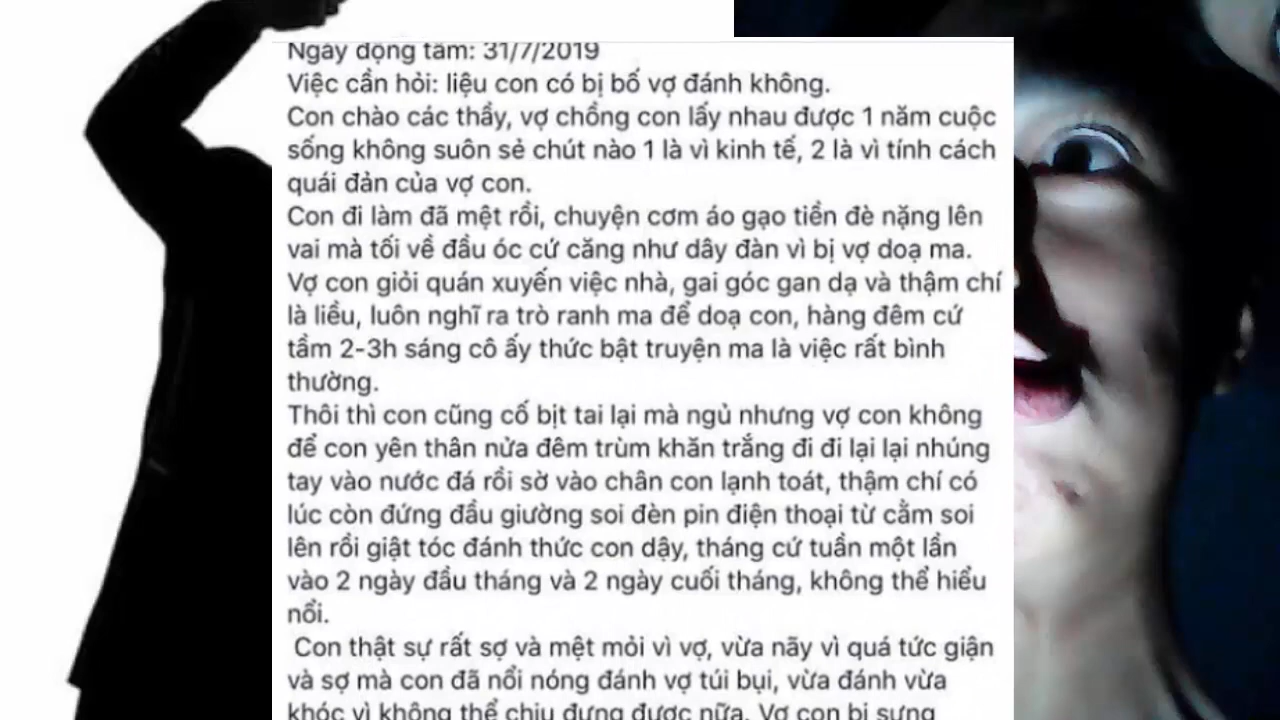 Ngày động tâm: 31/7/2019
Việc cần hỏi: liệu con có bị bố vợ đánh không.
Con chào các thầy, vợ chồng con lấy nhau được 1 năm cuộc
sống không suôn sẻ chút nào 1 là vì kinh tế, 2 là vì tính cách
quái đản của vợ con.
Con đi làm đã mệt rồi, chuyện cơm áo gạo tiền đè nặng lên
vai mà tối về đầu óc cứ căng như dây đàn vì bị vợ doạ ma.
Vợ con giỏi quán xuyến việc nhà, gai góc gan dạ và thậm chí
là liều, luôn nghĩ ra trò ranh ma để doạ con, hàng đêm cứ
tầm 2-3h sáng cô ấy thức bật truyện ma là việc rất bình
thường.
Thôi thì con cũng cố bịt tai lại mà ngủ nhưng vợ con không
để con yên thân nửa đêm trùm khăn trắng đi đi lại lại nhúng
tay vào nước đá rồi sờ vào chân con lạnh toát, thậm chí có
lúc còn đứng đầu giường soi đèn pin điện thoại từ cằm soi
lên rồi giật tóc đánh thức con dậy, tháng cứ tuần một lần
vào 2 ngày đầu tháng và 2 ngày cuối tháng, không thể hiểu
nổi.
Con thật sự rất sợ và mệt mỏi vì vợ, vừa nãy vì quá tức giận
và sợ mà con đã nổi nóng đánh vợ túi bụi, vừa đánh vừa
khóc vì không thể chịu đựng được nữa. Vợ con bị sưng